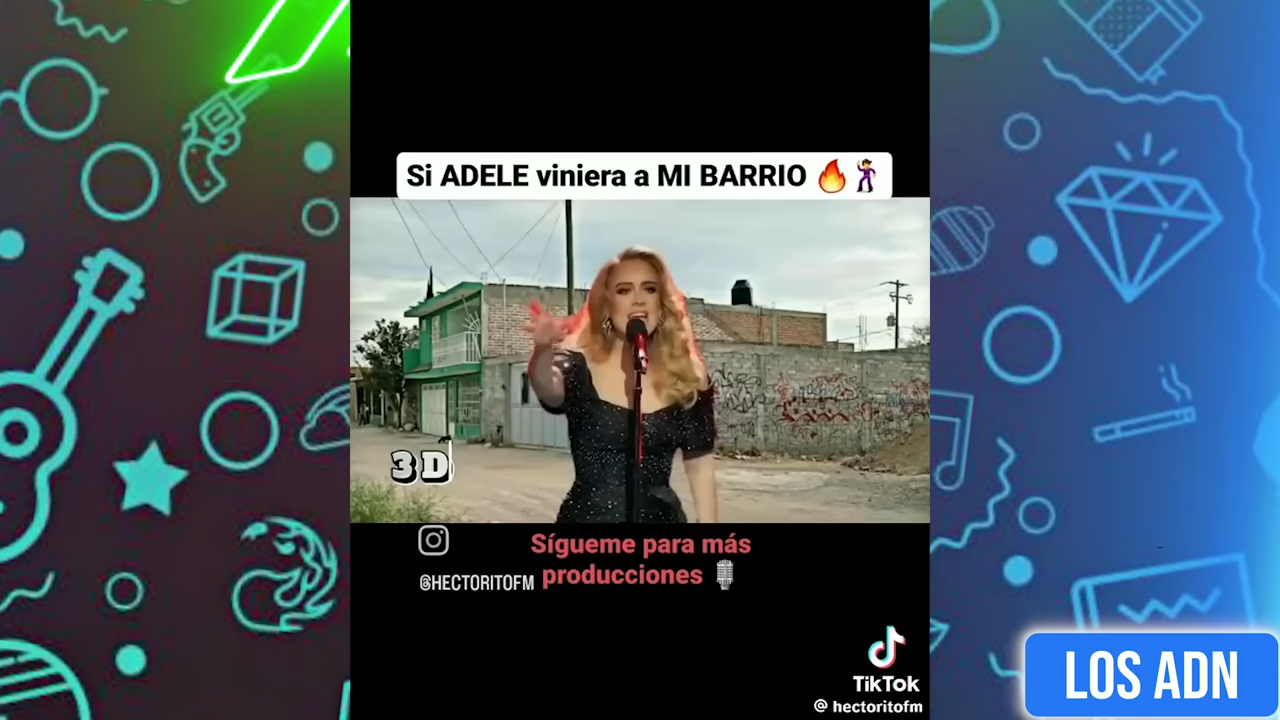 Si ADELE viniera a MI BARRIO 🔥🕺
3D
Sígueme para más
@HECTORITOFM producciones 🎙️
TikTok
@ hectoritofm
LOS ADN